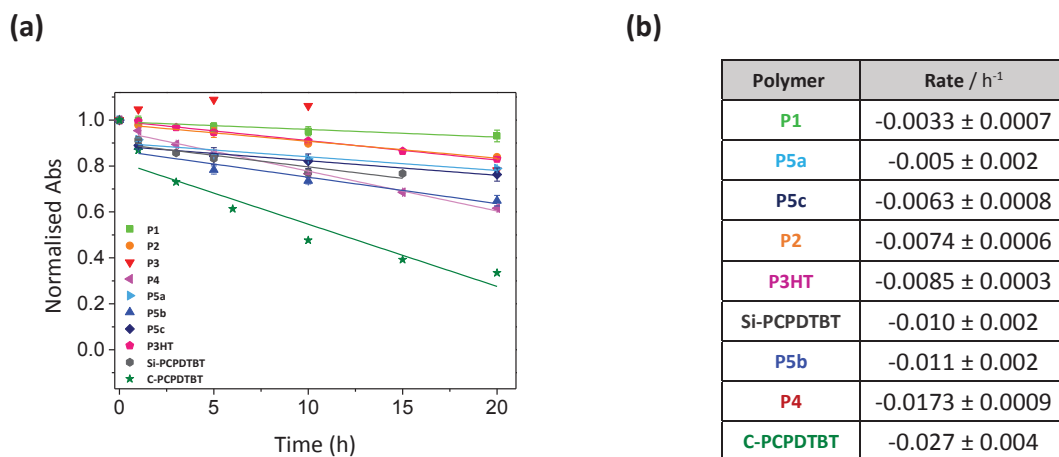 (a)
Normalised Abs
1.0
0.8
0.6
0.4
0.2
0.0
P1
P2
P3
P4
P5a
P5b
P5c
P3HT
Si-PCPDTBT
C-PCPDTBT
0 5 10 15 20
Time (h)
(b)
Polymer Rate / h⁻¹
P1 -0.0033 ± 0.0007
P5a -0.005 ± 0.002
P5c -0.0063 ± 0.0008
P2 -0.0074 ± 0.0006
P3HT -0.0085 ± 0.0003
Si-PCPDTBT -0.010 ± 0.002
P5b -0.011 ± 0.002
P4 -0.0173 ± 0.0009
C-PCPDTBT -0.027 ± 0.004